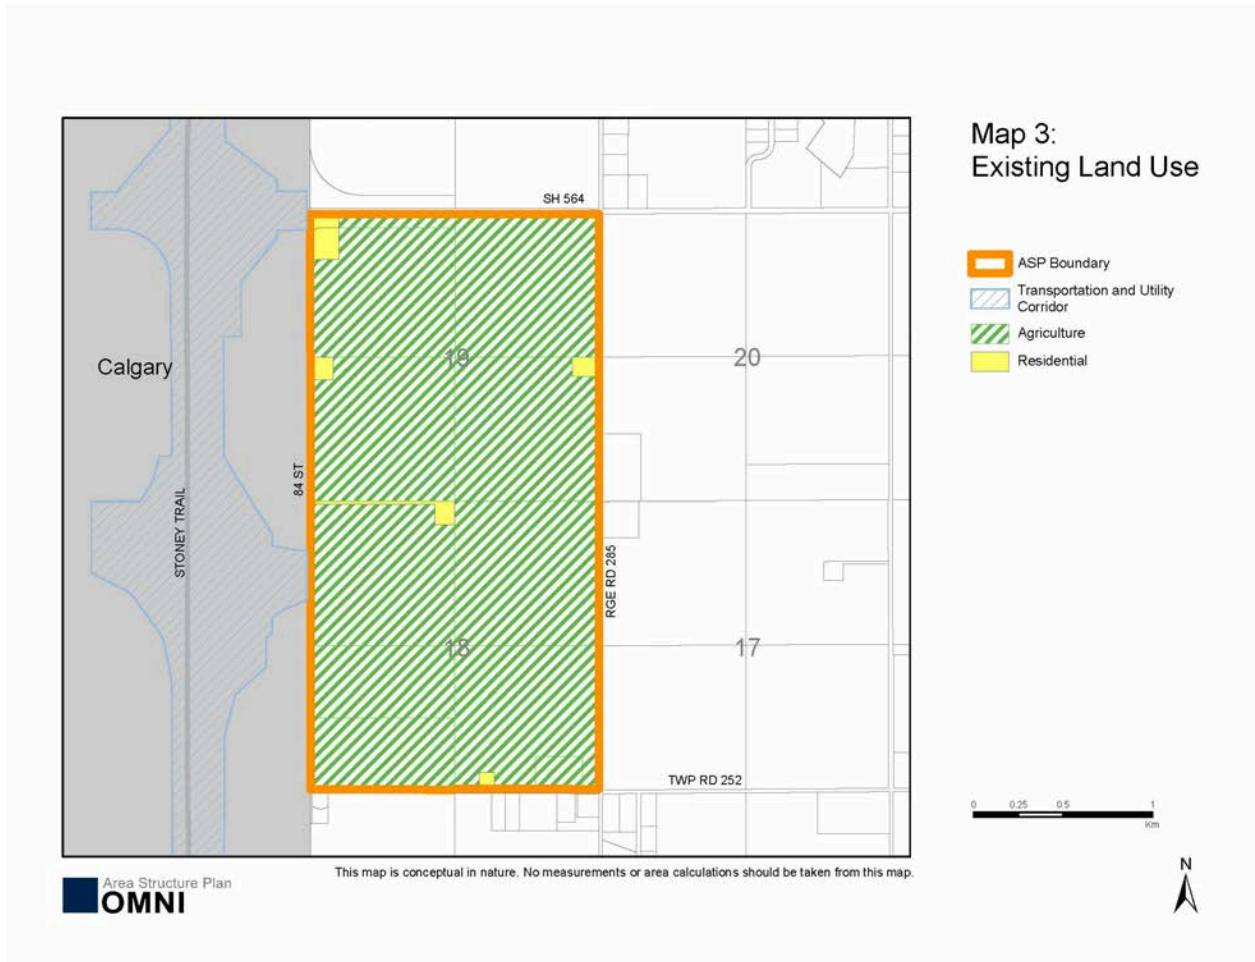 Map 3:
Existing Land Use
SH 564
ASP Boundary
Transportation and Utility
Corridor
Agriculture
Residential
Calgary
19
20
84 ST
STONEY TRAIL
RGE RD 285
18
17
TWP RD 252
0 0.25 0.5 1
Km
N
This map is conceptual in nature. No measurements or area calculations should be taken from this map.
Area Structure Plan
OMNI